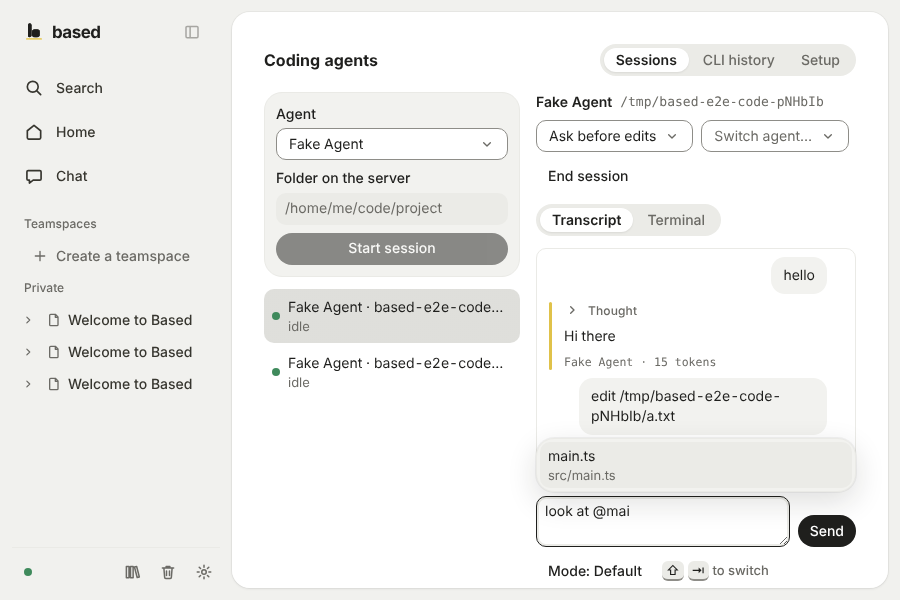 based
Search
Home
Chat
Teamspaces
Create a teamspace
Private
Welcome to Based
Welcome to Based
Welcome to Based
Coding agents
Sessions
CLI history
Setup
Agent
Fake Agent
Folder on the server
/home/me/code/project
Start session
Fake Agent · based-e2e-code...
idle
Fake Agent · based-e2e-code...
idle
Fake Agent /tmp/based-e2e-code-pNHbIb
Ask before edits
Switch agent...
End session
Transcript
Terminal
hello
Thought
Hi there
Fake Agent · 15 tokens
edit /tmp/based-e2e-code-
pNHbIb/a.txt
main.ts
src/main.ts
look at @mai
Send
Mode: Default
to switch